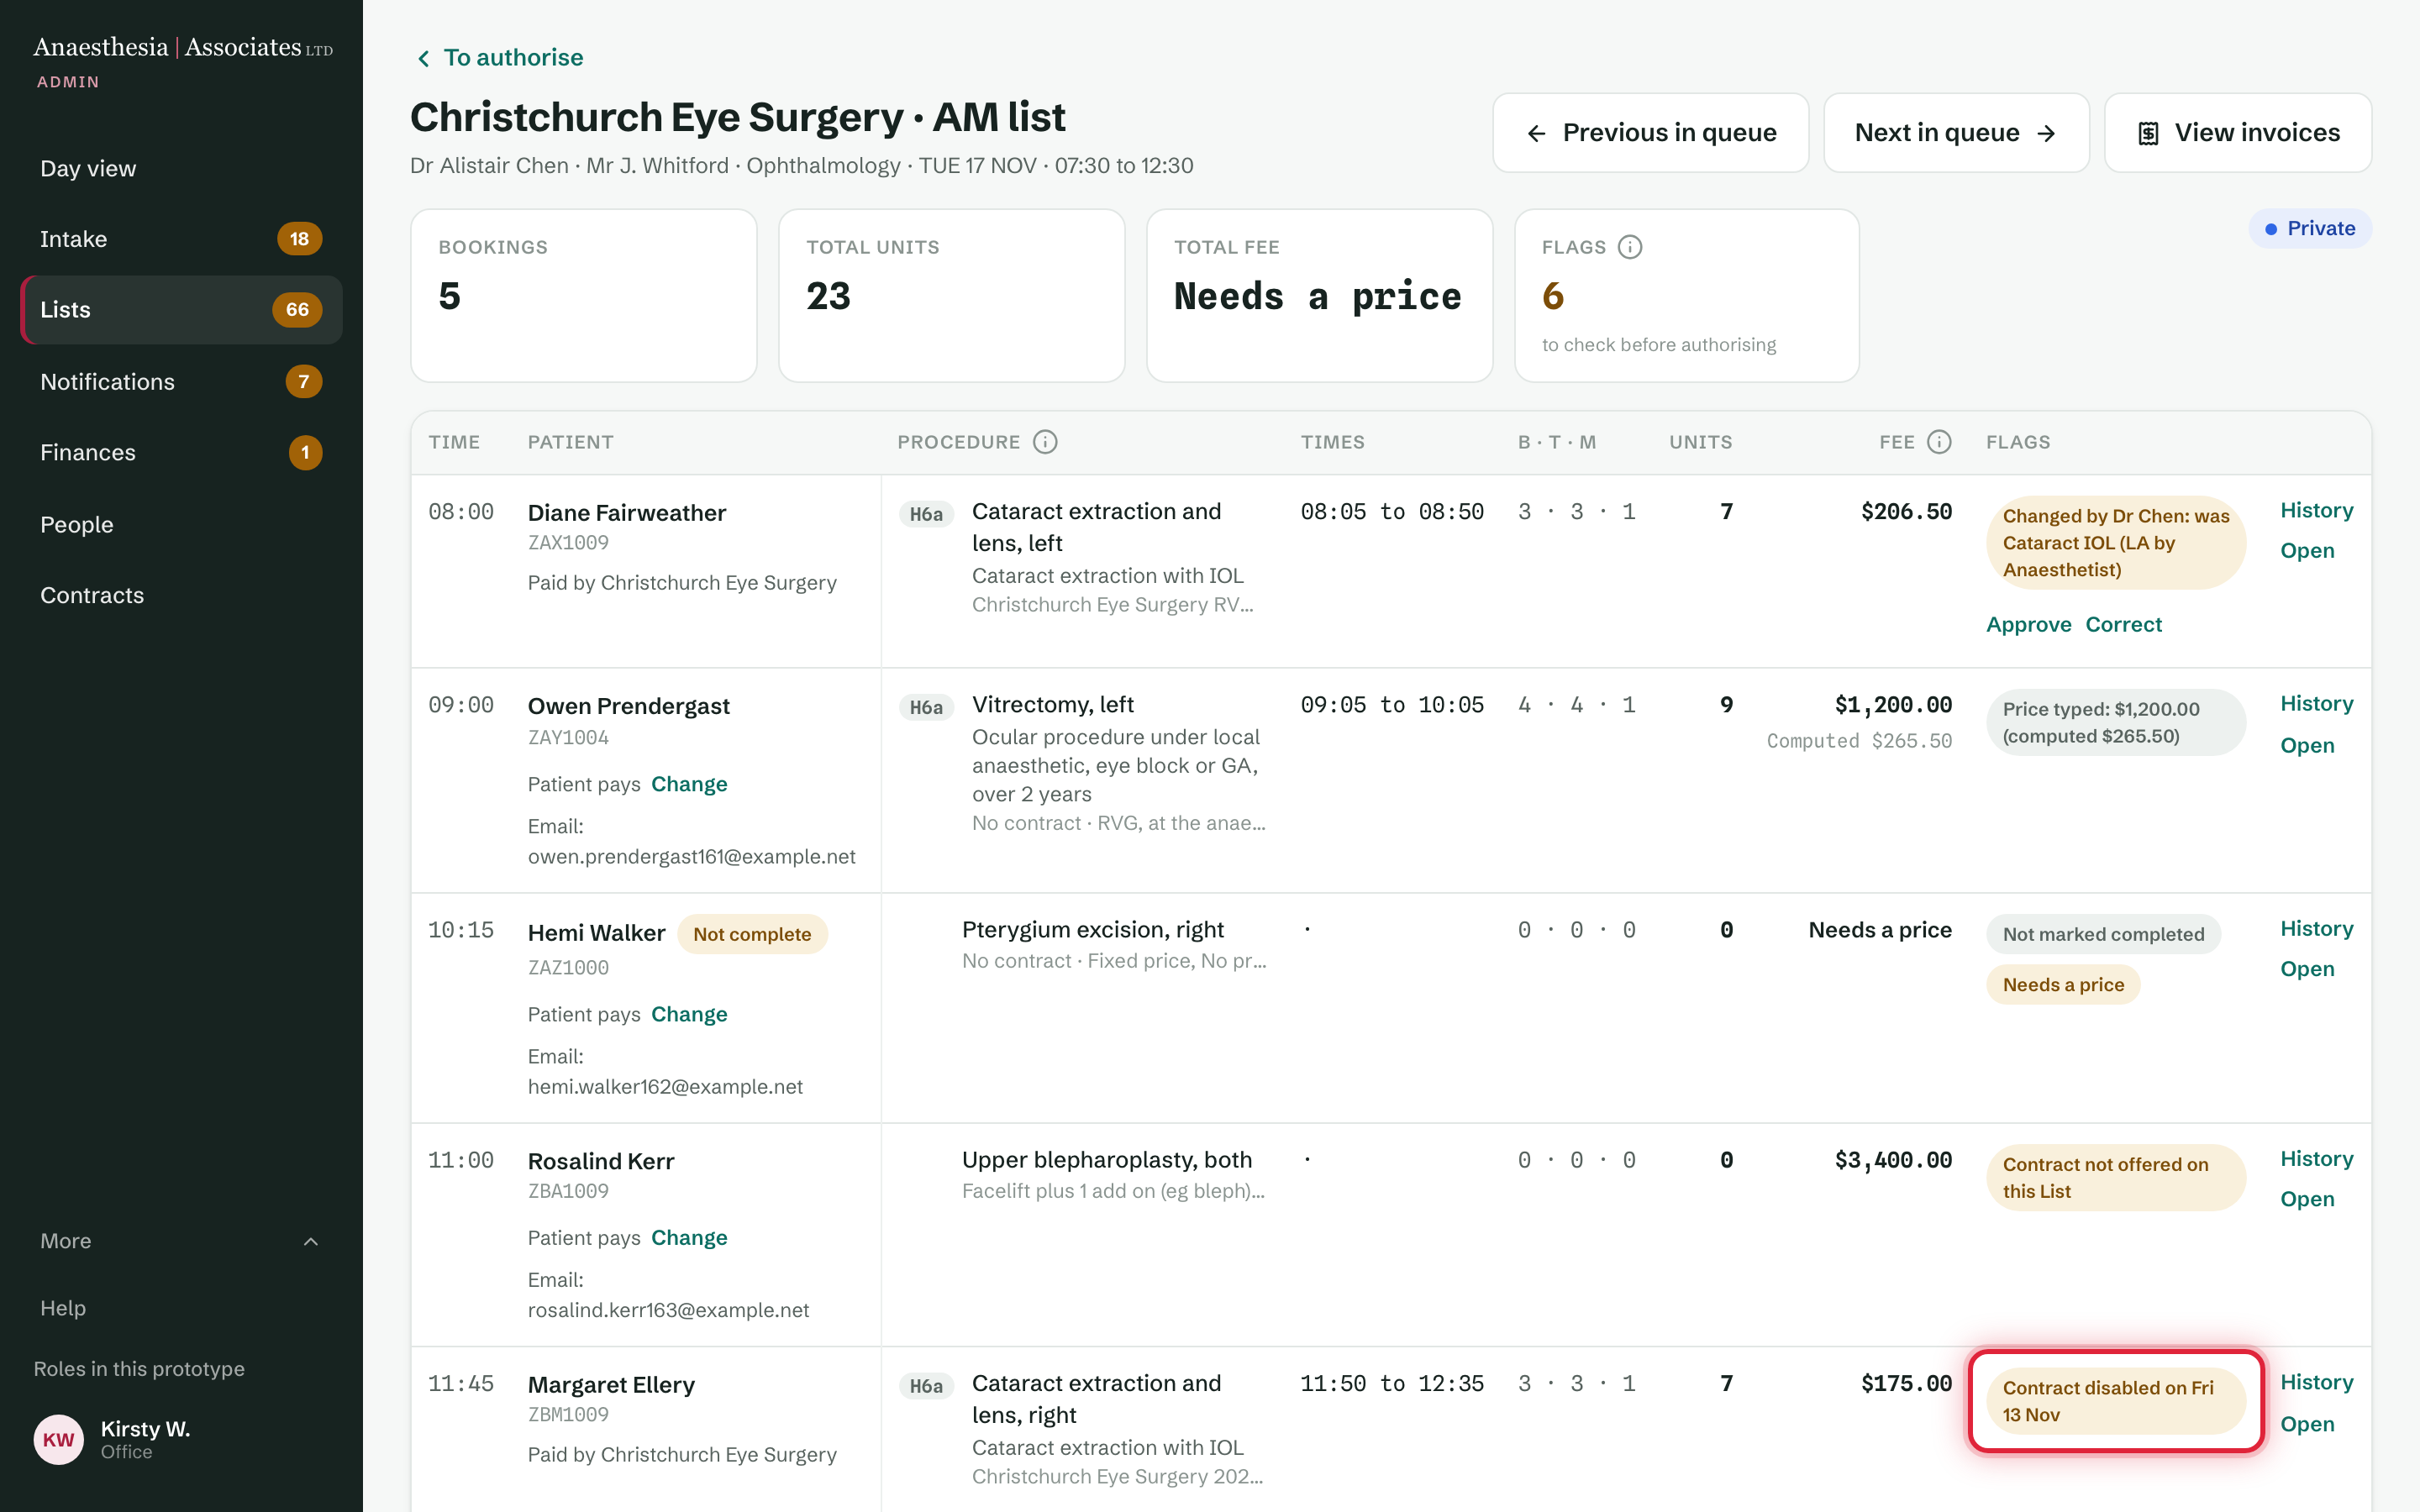 Anaesthesia | Associates LTD
ADMIN
Day view
Intake 18
Lists 66
Notifications 7
Finances 1
People
Contracts
More
Help
Roles in this prototype
KW
Kirsty W.
Office
To authorise
Christchurch Eye Surgery · AM list
Dr Alistair Chen · Mr J. Whitford · Ophthalmology · TUE 17 NOV · 07:30 to 12:30
← Previous in queue
Next in queue →
View invoices
BOOKINGS
5
TOTAL UNITS
23
TOTAL FEE
Needs a price
FLAGS
6
to check before authorising
Private
TIME PATIENT PROCEDURE TIMES B · T · M UNITS FEE FLAGS
08:00
Diane Fairweather
ZAX1009
Paid by Christchurch Eye Surgery
H6a
Cataract extraction and
lens, left
Cataract extraction with IOL
Christchurch Eye Surgery RV...
08:05 to 08:50
3 · 3 · 1
7
$206.50
Changed by Dr Chen: was
Cataract IOL (LA by
Anaesthetist)
Approve Correct
History
Open
09:00
Owen Prendergast
ZAY1004
Patient pays Change
Email:
owen.prendergast161@example.net
H6a
Vitrectomy, left
Ocular procedure under local
anaesthetic, eye block or GA,
over 2 years
No contract · RVG, at the anae...
09:05 to 10:05
4 · 4 · 1
9
$1,200.00
Computed $265.50
Price typed: $1,200.00
(computed $265.50)
History
Open
10:15
Hemi Walker Not complete
ZAZ1000
Patient pays Change
Email:
hemi.walker162@example.net
Pterygium excision, right
No contract · Fixed price, No pr...
·
0 · 0 · 0
0
Needs a price
Not marked completed
Needs a price
History
Open
11:00
Rosalind Kerr
ZBA1009
Patient pays Change
Email:
rosalind.kerr163@example.net
Upper blepharoplasty, both
Facelift plus 1 add on (eg bleph)...
·
0 · 0 · 0
0
$3,400.00
Contract not offered on
this List
History
Open
11:45
Margaret Ellery
ZBM1009
Paid by Christchurch Eye Surgery
H6a
Cataract extraction and
lens, right
Cataract extraction with IOL
Christchurch Eye Surgery 202...
11:50 to 12:35
3 · 3 · 1
7
$175.00
Contract disabled on Fri
13 Nov
History
Open